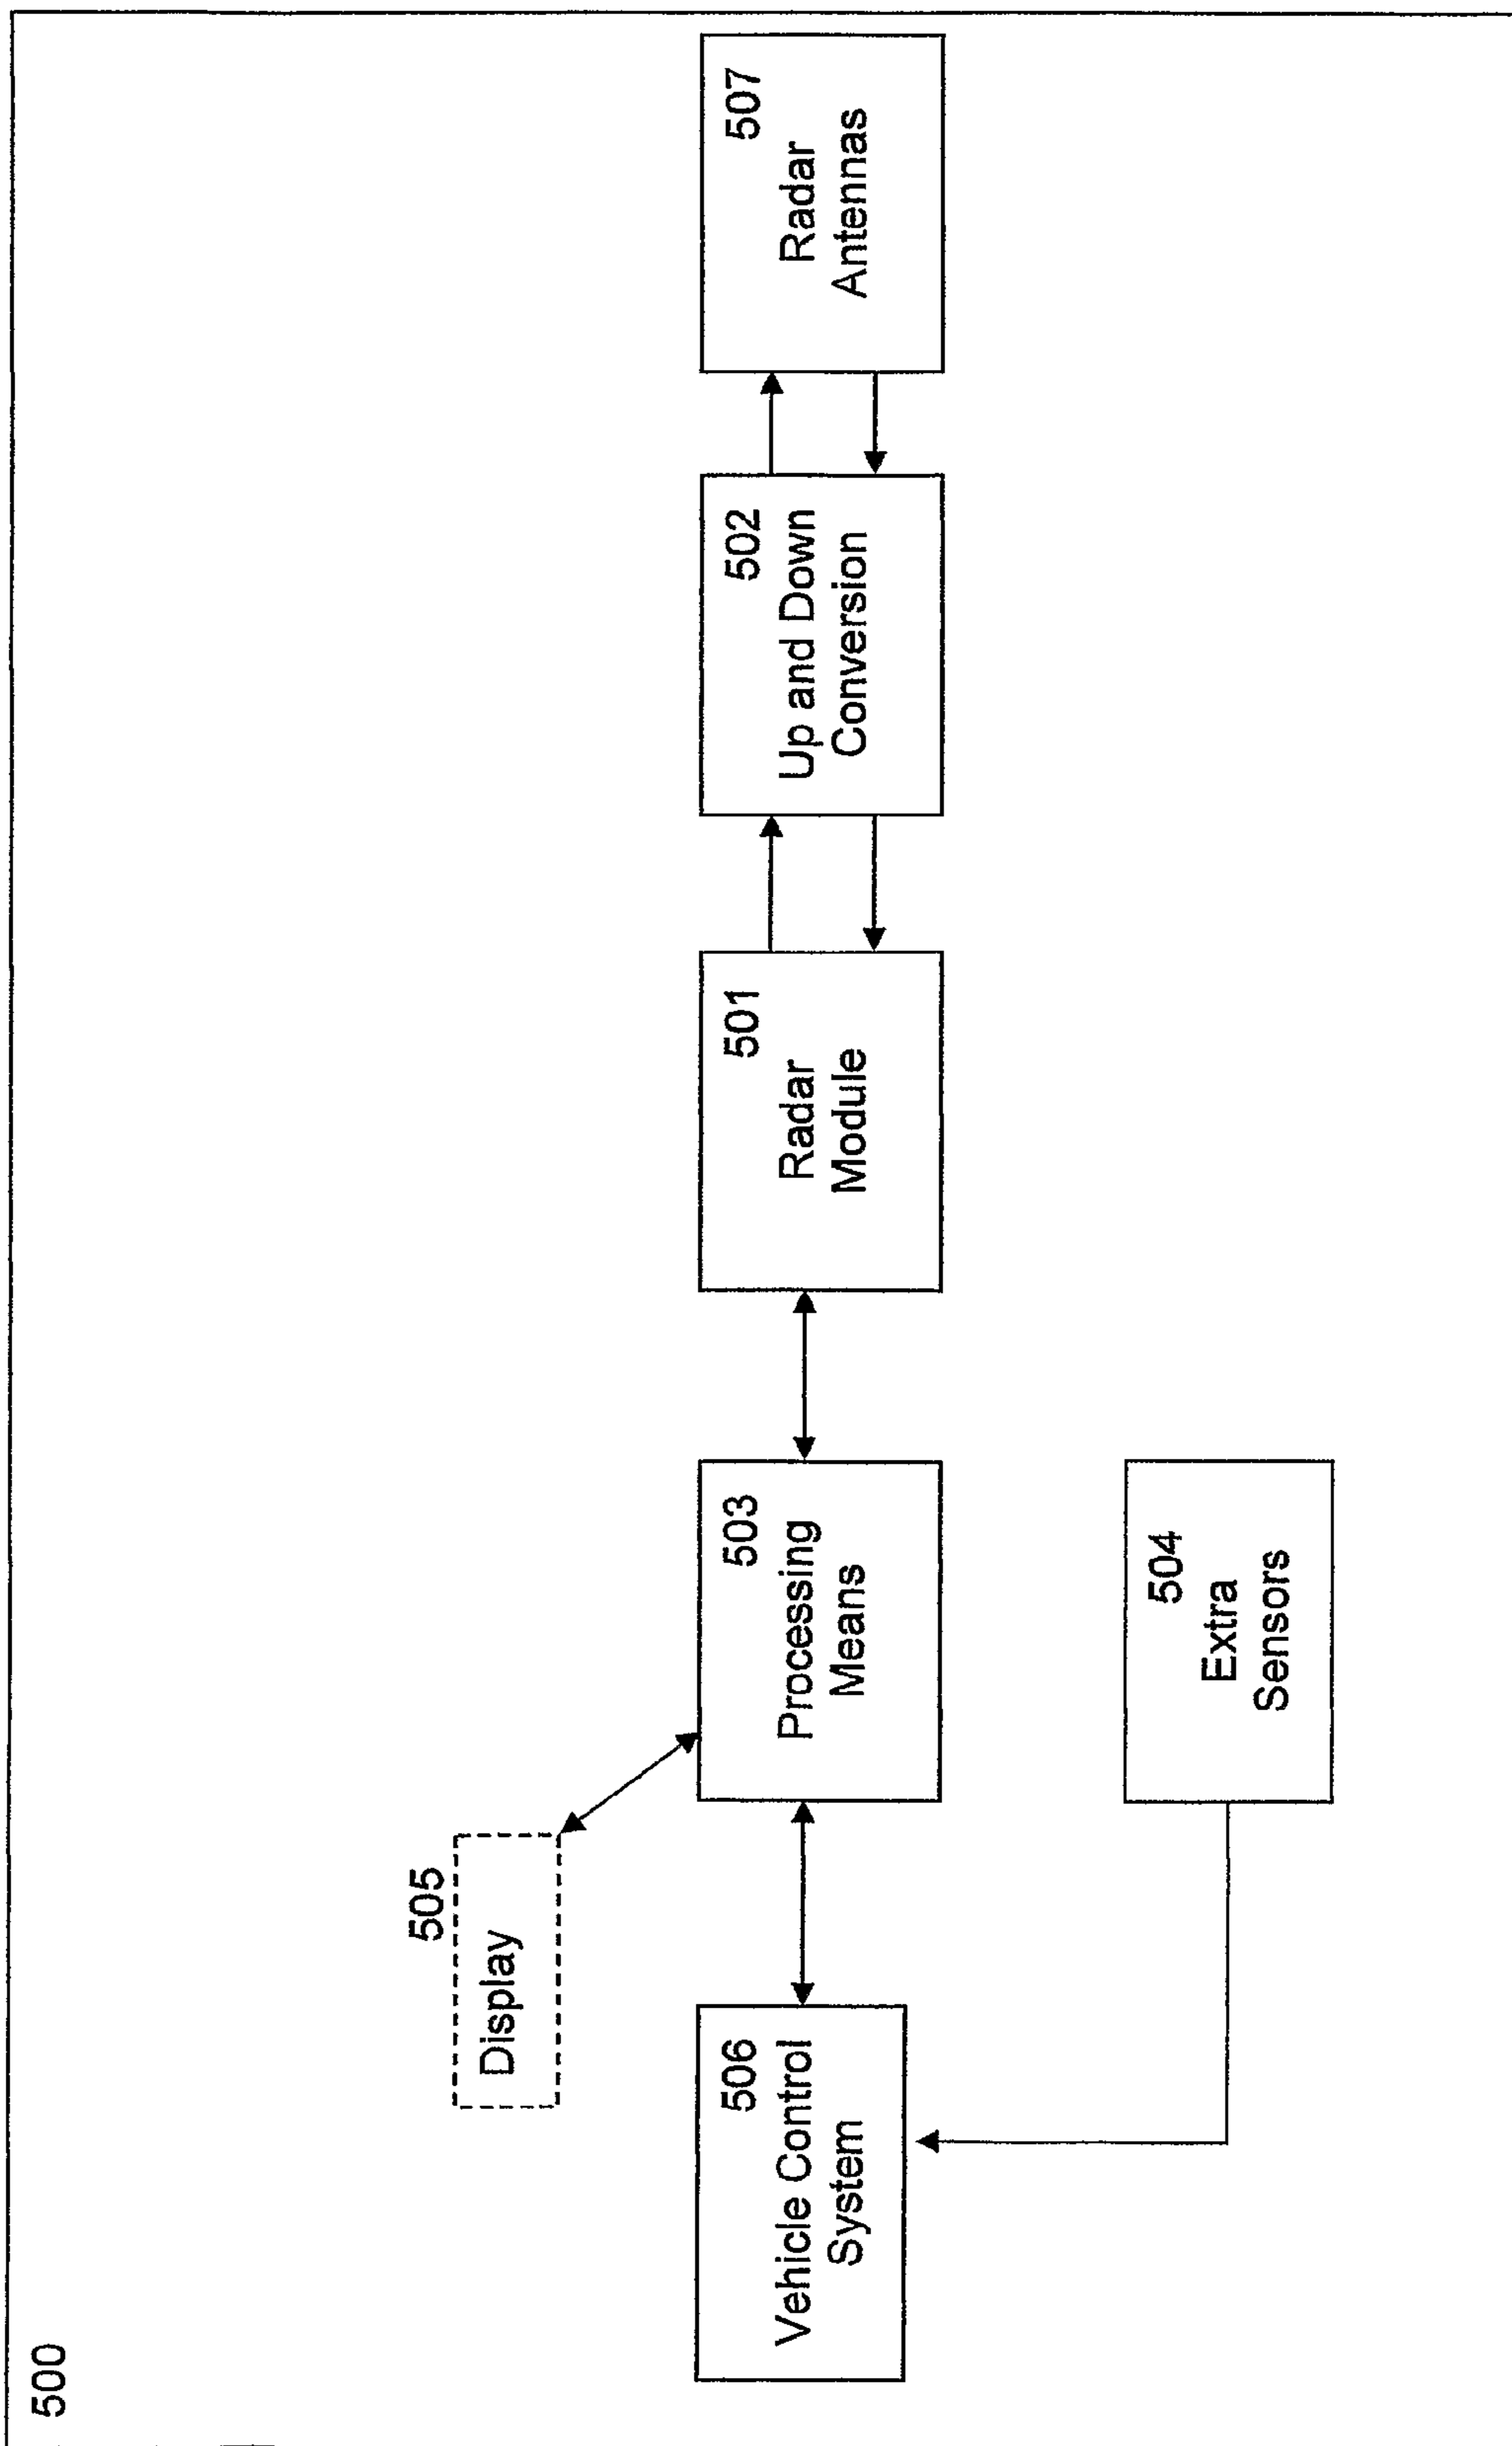 500
505
Display
506
Vehicle Control
System
503
Processing
Means
501
Radar
Module
502
Up and Down
Conversion
507
Radar
Antennas
504
Extra
Sensors